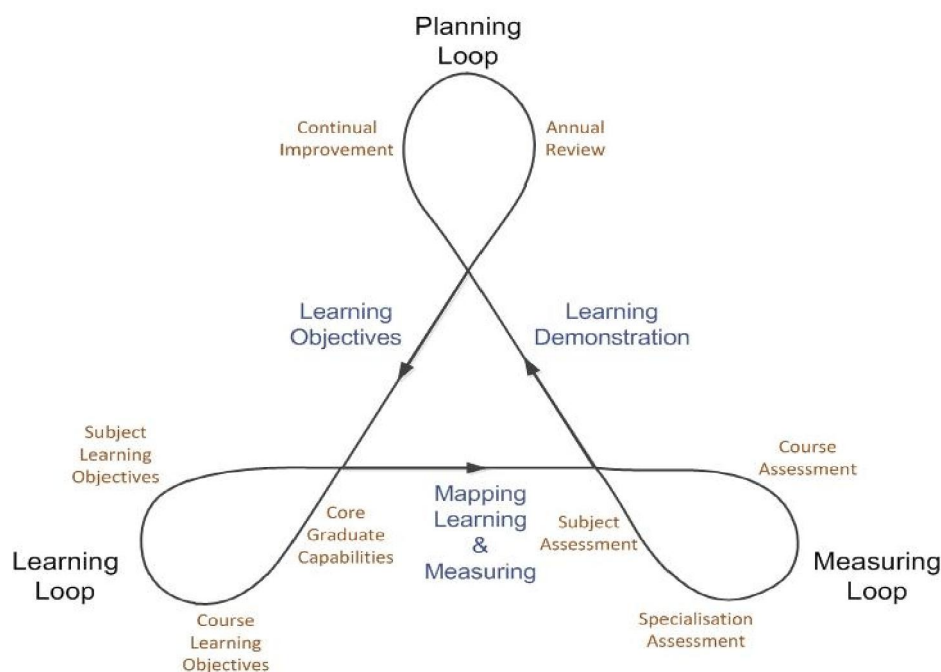 Planning
Loop
Continual
Improvement
Annual
Review
Learning
Objectives
Learning
Demonstration
Subject
Learning
Objectives
Course
Assessment
Core
Graduate
Capabilities
Mapping
Learning
&
Measuring
Subject
Assessment
Learning
Loop
Measuring
Loop
Course
Learning
Objectives
Specialisation
Assessment